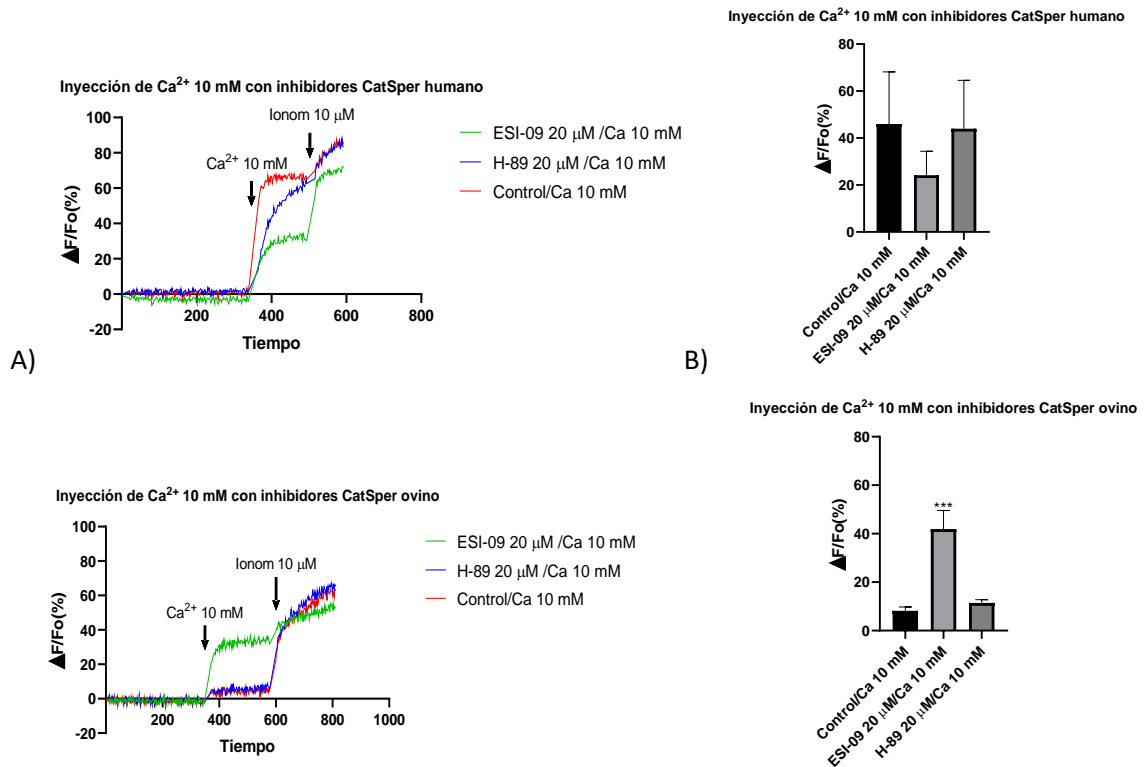 Inyección de Ca²⁺ 10 mM con inhibidores CatSper humano
100
80
60
40
20
0
-20
▲F/Fo(%)
Ca²⁺ 10 mM
Ionom 10 μM
200
400
600
800
Tiempo
ESI-09 20 μM /Ca 10 mM
H-89 20 μM /Ca 10 mM
Control/Ca 10 mM
A)
Inyección de Ca²⁺ 10 mM con inhibidores CatSper humano
80
60
40
20
0
▲F/Fo(%)
Control/Ca 10 mM
ESI-09 20 μM/Ca 10 mM
H-89 20 μM/Ca 10 mM
B)
Inyección de Ca²⁺ 10 mM con inhibidores CatSper ovino
100
80
60
40
20
0
-20
▲F/Fo(%)
Ca²⁺ 10 mM
Ionom 10 μM
200
400
600
800
1000
Tiempo
ESI-09 20 μM /Ca 10 mM
H-89 20 μM /Ca 10 mM
Control/Ca 10 mM
Inyección de Ca²⁺ 10 mM con inhibidores CatSper ovino
80
60
40
20
0
▲F/Fo(%)
***
Control/Ca 10 mM
ESI-09 20 μM/Ca 10 mM
H-89 20 μM/Ca 10 mM